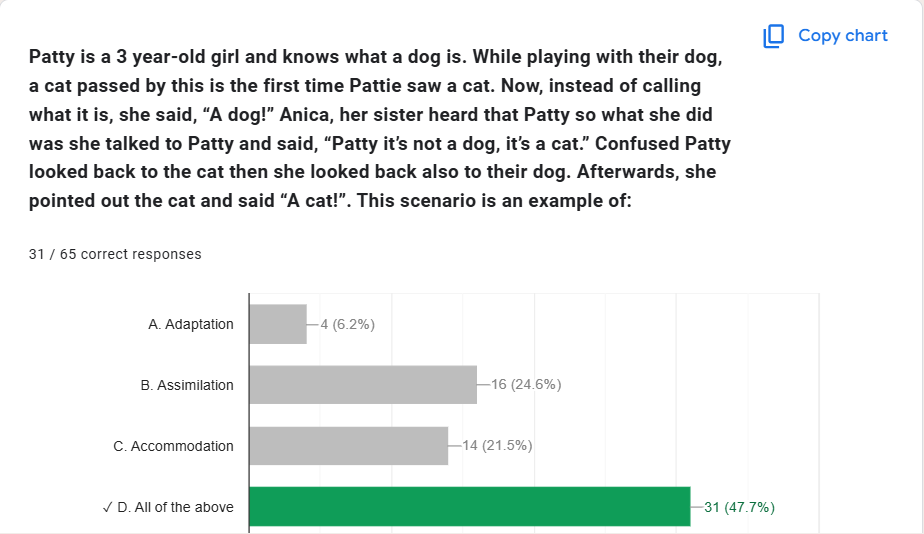 Copy chart
Patty is a 3 year-old girl and knows what a dog is. While playing with their dog,
a cat passed by this is the first time Pattie saw a cat. Now, instead of calling
what it is, she said, “A dog!” Anica, her sister heard that Patty so what she did
was she talked to Patty and said, “Patty it’s not a dog, it’s a cat.” Confused Patty
looked back to the cat then she looked back also to their dog. Afterwards, she
pointed out the cat and said “A cat!”. This scenario is an example of:
31 / 65 correct responses
A. Adaptation 4 (6.2%)
B. Assimilation 16 (24.6%)
C. Accommodation 14 (21.5%)
✓ D. All of the above 31 (47.7%)